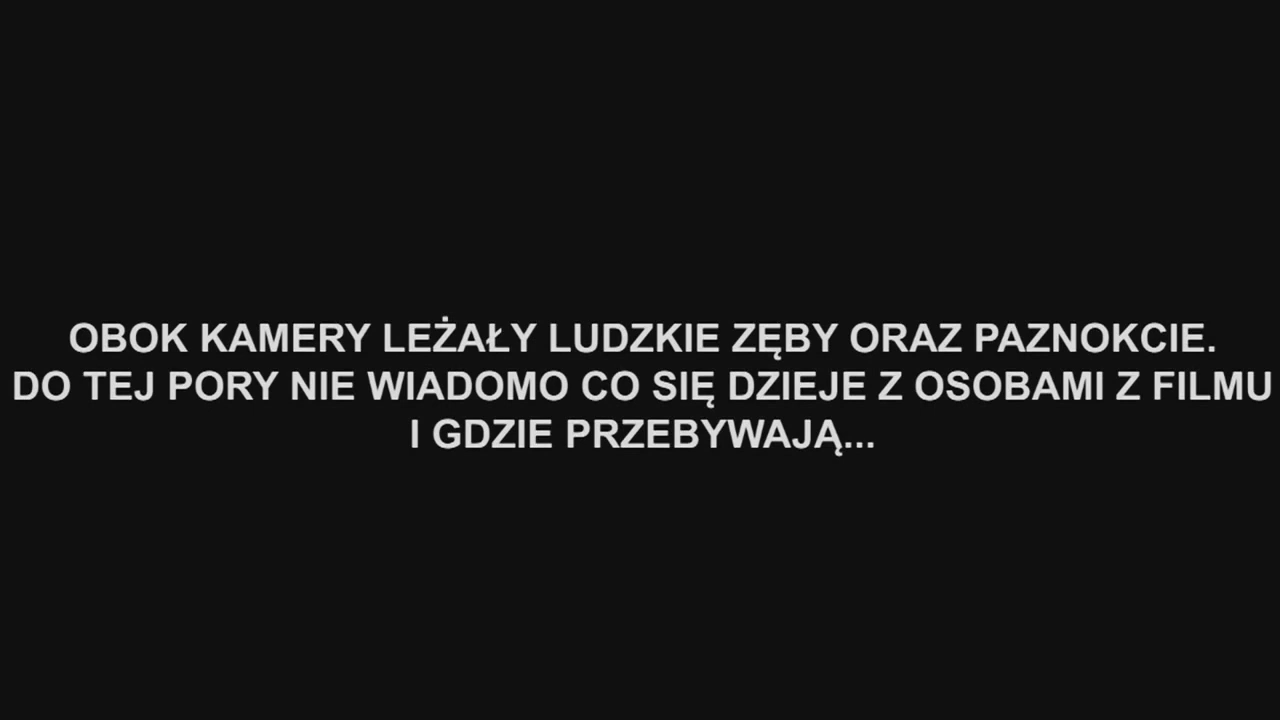 OBOK KAMERY LEŻAŁY LUDZKIE ZĘBY ORAZ PAZNOKCIE.
DO TEJ PORY NIE WIADOMO CO SIĘ DZIEJE Z OSOBAMI Z FILMU
I GDZIE PRZEBYWAJĄ...